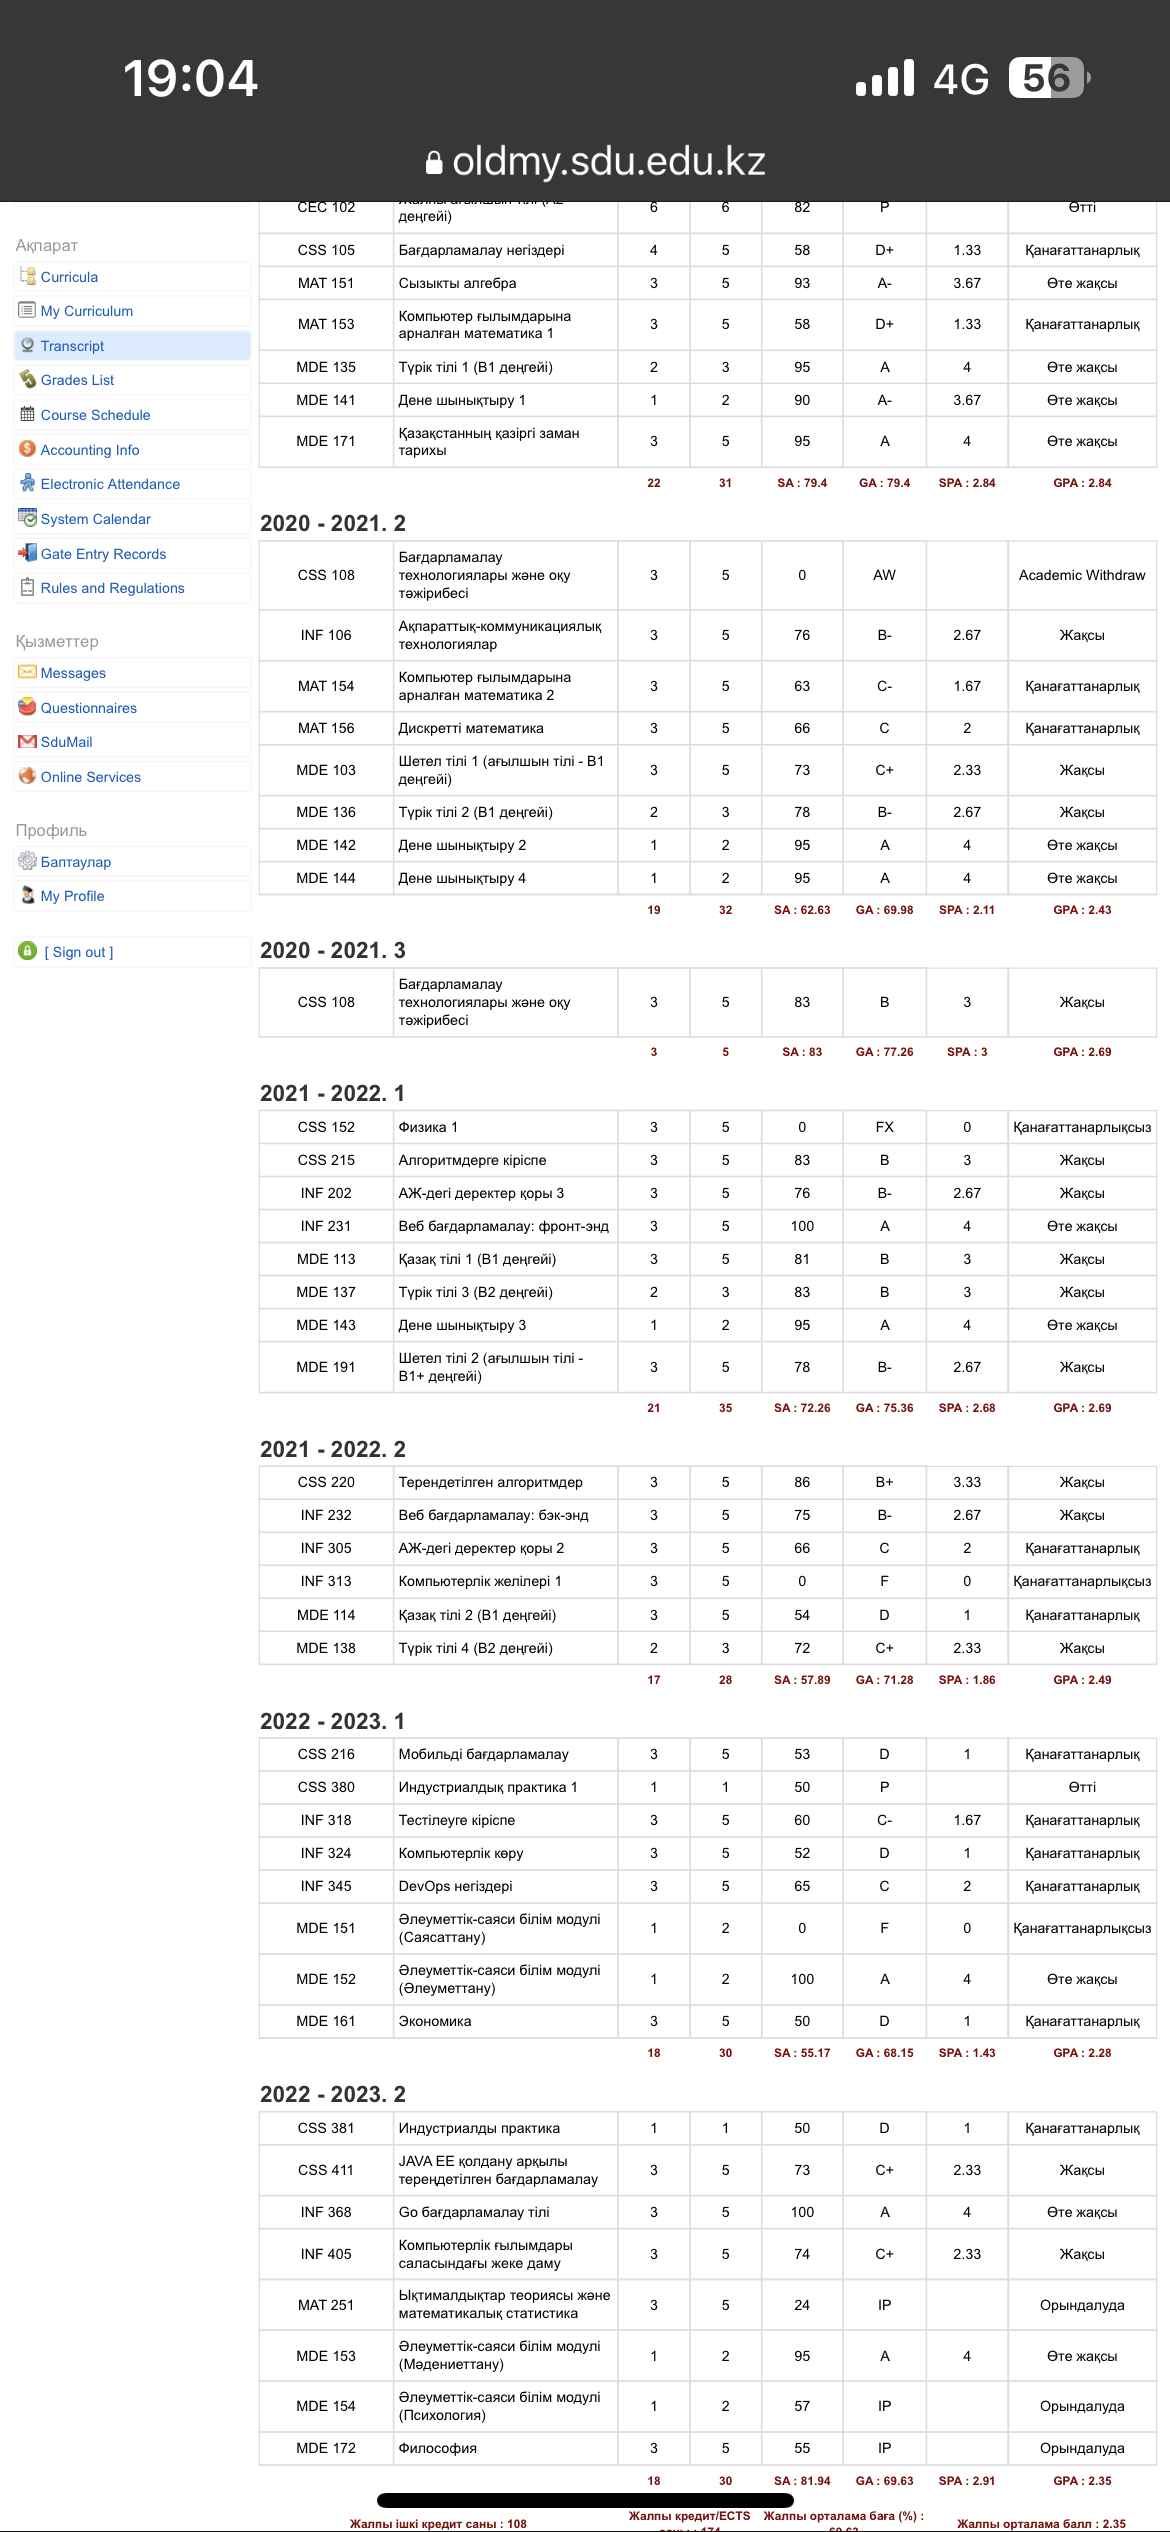 19:04
4G 56
oldmy.sdu.edu.kz
Ақпарат
Curricula
My Curriculum
Transcript
Grades List
Course Schedule
Accounting Info
Electronic Attendance
System Calendar
Gate Entry Records
Rules and Regulations
Қызметтер
Messages
Questionnaires
SduMail
Online Services
Профиль
Баптаулар
My Profile
[ Sign out ]
CEC 102 деңгейі) 6 6 82 P Өтті
CSS 105 Бағдарламалау негіздері 4 5 58 D+ 1.33 Қанағаттанарлық
MAT 151 Сызықты алгебра 3 5 93 A- 3.67 Өте жақсы
MAT 153 Компьютер ғылымдарына
арналған математика 1 3 5 58 D+ 1.33 Қанағаттанарлық
MDE 135 Түрік тілі 1 (B1 деңгейі) 2 3 95 A 4 Өте жақсы
MDE 141 Дене шынықтыру 1 1 2 90 A- 3.67 Өте жақсы
MDE 171 Қазақстанның қазіргі заман
тарихы 3 5 95 A 4 Өте жақсы
22 31 SA : 79.4 GA : 79.4 SPA : 2.84 GPA : 2.84
2020 - 2021. 2
CSS 108 Бағдарламалау
технологиялары және оқу
тәжірибесі 3 5 0 AW Academic Withdraw
INF 106 Ақпараттық-коммуникациялық
технологиялар 3 5 76 B- 2.67 Жақсы
MAT 154 Компьютер ғылымдарына
арналған математика 2 3 5 63 C- 1.67 Қанағаттанарлық
MAT 156 Дискретті математика 3 5 66 C 2 Қанағаттанарлық
MDE 103 Шетел тілі 1 (ағылшын тілі - B1
деңгейі) 3 5 73 C+ 2.33 Жақсы
MDE 136 Түрік тілі 2 (B1 деңгейі) 2 3 78 B- 2.67 Жақсы
MDE 142 Дене шынықтыру 2 1 2 95 A 4 Өте жақсы
MDE 144 Дене шынықтыру 4 1 2 95 A 4 Өте жақсы
19 32 SA : 62.63 GA : 69.98 SPA : 2.11 GPA : 2.43
2020 - 2021. 3
CSS 108 Бағдарламалау
технологиялары және оқу
тәжірибесі 3 5 83 B 3 Жақсы
3 5 SA : 83 GA : 77.26 SPA : 3 GPA : 2.69
2021 - 2022. 1
CSS 152 Физика 1 3 5 0 FX 0 Қанағаттанарлықсыз
CSS 215 Алгоритмдерге кіріспе 3 5 83 B 3 Жақсы
INF 202 АЖ-дегі деректер қоры 3 3 5 76 B- 2.67 Жақсы
INF 231 Веб бағдарламалау: фронт-энд 3 5 100 A 4 Өте жақсы
MDE 113 Қазақ тілі 1 (B1 деңгейі) 3 5 81 B 3 Жақсы
MDE 137 Түрік тілі 3 (B2 деңгейі) 2 3 83 B 3 Жақсы
MDE 143 Дене шынықтыру 3 1 2 95 A 4 Өте жақсы
MDE 191 Шетел тілі 2 (ағылшын тілі -
B1+ деңгейі) 3 5 78 B- 2.67 Жақсы
21 35 SA : 72.26 GA : 75.36 SPA : 2.68 GPA : 2.69
2021 - 2022. 2
CSS 220 Терендетілген алгоритмдер 3 5 86 B+ 3.33 Жақсы
INF 232 Веб бағдарламалау: бэк-энд 3 5 75 B- 2.67 Жақсы
INF 305 АЖ-дегі деректер қоры 2 3 5 66 C 2 Қанағаттанарлық
INF 313 Компьютерлік желілері 1 3 5 0 F 0 Қанағаттанарлықсыз
MDE 114 Қазақ тілі 2 (B1 деңгейі) 3 5 54 D 1 Қанағаттанарлық
MDE 138 Түрік тілі 4 (B2 деңгейі) 2 3 72 C+ 2.33 Жақсы
17 28 SA : 57.89 GA : 71.28 SPA : 1.86 GPA : 2.49
2022 - 2023. 1
CSS 216 Мобильді бағдарламалау 3 5 53 D 1 Қанағаттанарлық
CSS 380 Индустриалдық практика 1 1 1 50 P Өтті
INF 318 Тестілеуге кіріспе 3 5 60 C- 1.67 Қанағаттанарлық
INF 324 Компьютерлік көру 3 5 52 D 1 Қанағаттанарлық
INF 345 DevOps негіздері 3 5 65 C 2 Қанағаттанарлық
MDE 151 Әлеуметтік-саяси білім модулі
(Саясаттану) 1 2 0 F 0 Қанағаттанарлықсыз
MDE 152 Әлеуметтік-саяси білім модулі
(Әлеуметтану) 1 2 100 A 4 Өте жақсы
MDE 161 Экономика 3 5 50 D 1 Қанағаттанарлық
18 30 SA : 55.17 GA : 68.15 SPA : 1.43 GPA : 2.28
2022 - 2023. 2
CSS 381 Индустриалды практика 1 1 50 D 1 Қанағаттанарлық
CSS 411 JAVA EE қолдану арқылы
тереңдетілген бағдарламалау 3 5 73 C+ 2.33 Жақсы
INF 368 Go бағдарламалау тілі 3 5 100 A 4 Өте жақсы
INF 405 Компьютерлік ғылымдары
саласындағы жеке даму 3 5 74 C+ 2.33 Жақсы
MAT 251 Ықтималдықтар теориясы және
математикалық статистика 3 5 24 IP Орындалуда
MDE 153 Әлеуметтік-саяси білім модулі
(Мәдениеттану) 1 2 95 A 4 Өте жақсы
MDE 154 Әлеуметтік-саяси білім модулі
(Психология) 1 2 57 IP Орындалуда
MDE 172 Философия 3 5 55 IP Орындалуда
18 30 SA : 81.94 GA : 69.63 SPA : 2.91 GPA : 2.35
Жалпы ішкі кредит саны : 108 Жалпы кредит/ECTS Жалпы орталама баға (%) : Жалпы орталама балл : 2.35